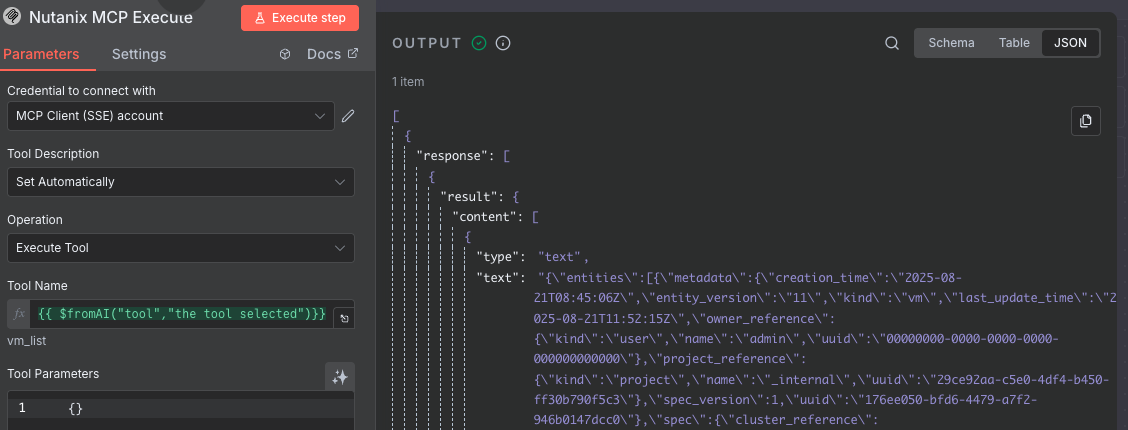 Nutanix MCP Execute
Execute step
Parameters
Settings
Docs
Credential to connect with
MCP Client (SSE) account
Tool Description
Set Automatically
Operation
Execute Tool
Tool Name
fx
{{ $fromAI("tool","the tool selected")}}
vm_list
Tool Parameters
1 {}
OUTPUT
Schema
Table
JSON
1 item
[
{
"response": [
{
"result": {
"content": [
{
"type": "text",
"text": "{\"entities\":[{\"metadata\":{\"creation_time\":\"2025-08-
21T08:45:06Z\",\"entity_version\":\"11\",\"kind\":\"vm\",\"last_update_time\":\"2
025-08-21T11:52:15Z\",\"owner_reference\":
{\"kind\":\"user\",\"name\":\"admin\",\"uuid\":\"00000000-0000-0000-0000-
000000000000\"},\"project_reference\":
{\"kind\":\"project\",\"name\":\"_internal\",\"uuid\":\"29ce92aa-c5e0-4df4-b450-
ff30b790f5c3\"},\"spec_version\":1,\"uuid\":\"176ee050-bfd6-4479-a7f2-
946b0147dcc0\"},\"spec\":{\"cluster_reference\":